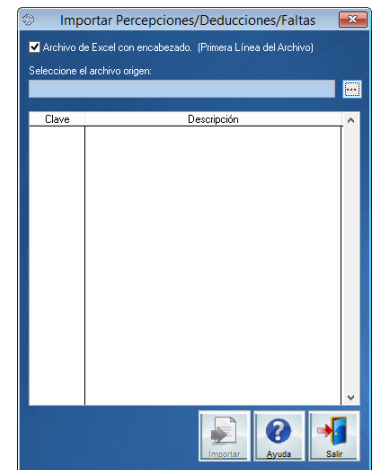 Importar Percepciones/Deducciones/Faltas
Archivo de Excel con encabezado. (Primera Línea del Archivo)
Seleccione el archivo origen:
...
Clave Descripción
Importar Ayuda Salir